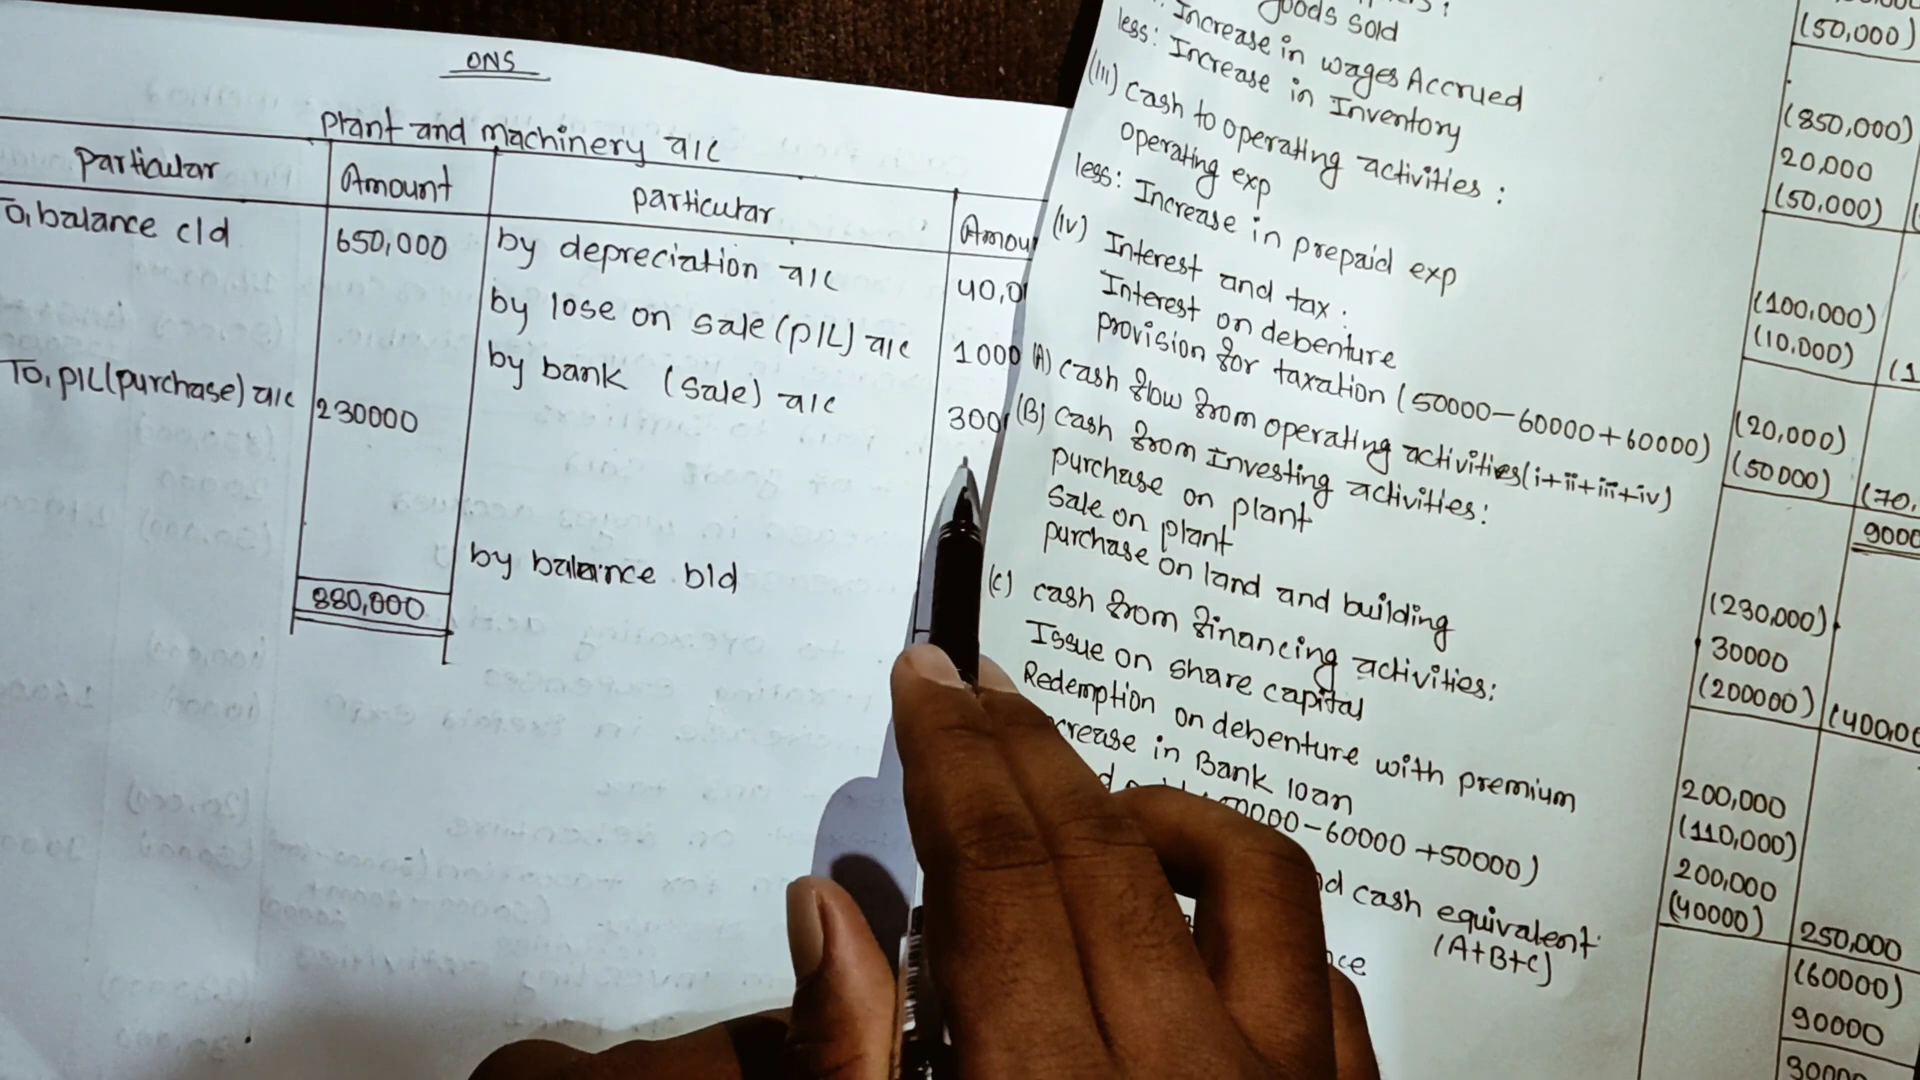 ONS
Plant and machinery a/c
particular Amount particular Amoun
To, balance c/d 650,000 by depreciation a/c 40,0
by lose on sale (P/L) a/c 1000
To, P/L (purchase) a/c 230000 by bank (sale) a/c 300
by balance b/d
880,000
goods sold (50,000)
Increase in wages Accrued
less: Increase in Inventory (850,000)
(iii) cash to operating activities: 20,000
operating exp (50,000)
less: Increase in prepaid exp
(iv) Interest and tax: (100,000)
Interest on debenture (10,000)
provision for taxation (50000-60000+60000) (20,000)
(A) cash flow from operating activities (i+ii+iii+iv) (50000) (70,
(B) cash from Investing activities: 9000
purchase on plant (230,000)
Sale on plant 30000
purchase on land and building (200000) (400,00
(c) cash from financing activities:
Issue on share capital 200,000
Redemption on debenture with premium (110,000)
crease in Bank loan 200,000
0000-60000+50000) (40000) 250,000
nd cash equivalent (60000)
(A+B+C) 90000
nce 30000